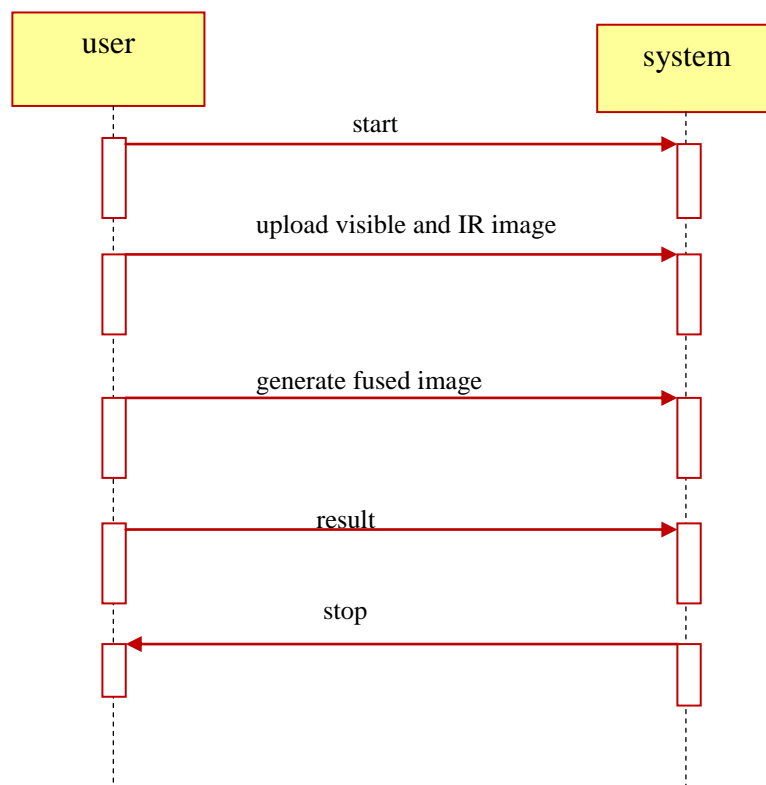 user
system
start
upload visible and IR image
generate fused image
result
stop